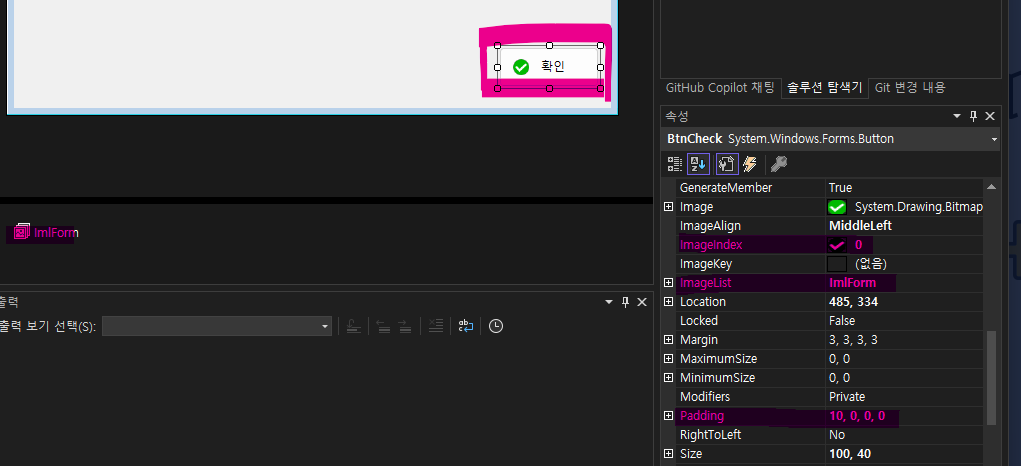 확인
GitHub Copilot 채팅
솔루션 탐색기
Git 변경 내용
속성
BtnCheck System.Windows.Forms.Button
GenerateMember True
Image System.Drawing.Bitmap
ImageAlign MiddleLeft
ImageIndex 0
ImageKey (없음)
ImageList ImlForm
Location 485, 334
Locked False
Margin 3, 3, 3, 3
MaximumSize 0, 0
MinimumSize 0, 0
Modifiers Private
Padding 10, 0, 0, 0
RightToLeft No
Size 100, 40
ImlForm
출력
출력 보기 선택(S):